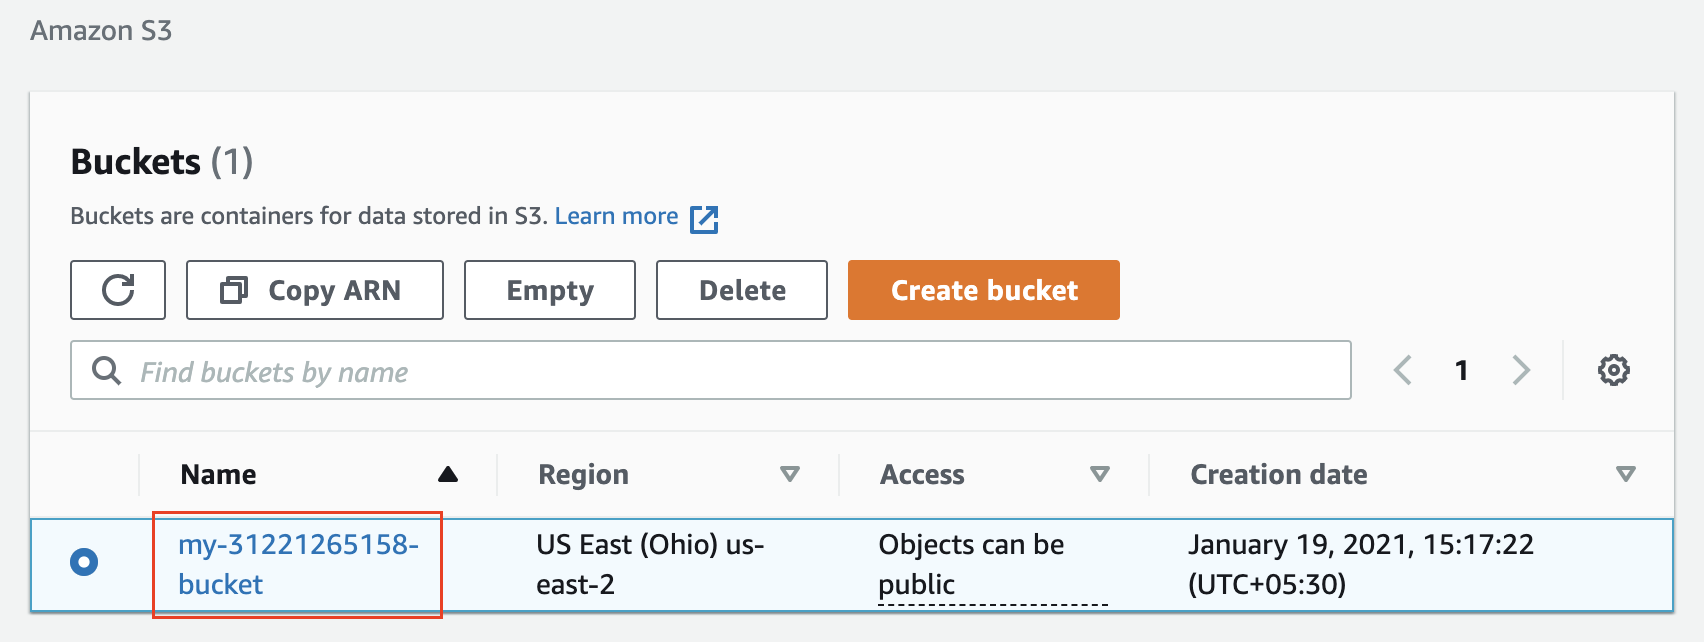 Amazon S3
Buckets (1)
Buckets are containers for data stored in S3. Learn more
Copy ARN Empty Delete Create bucket
Find buckets by name 1
Name Region Access Creation date
my-31221265158- US East (Ohio) us- Objects can be January 19, 2021, 15:17:22
bucket east-2 public (UTC+05:30)